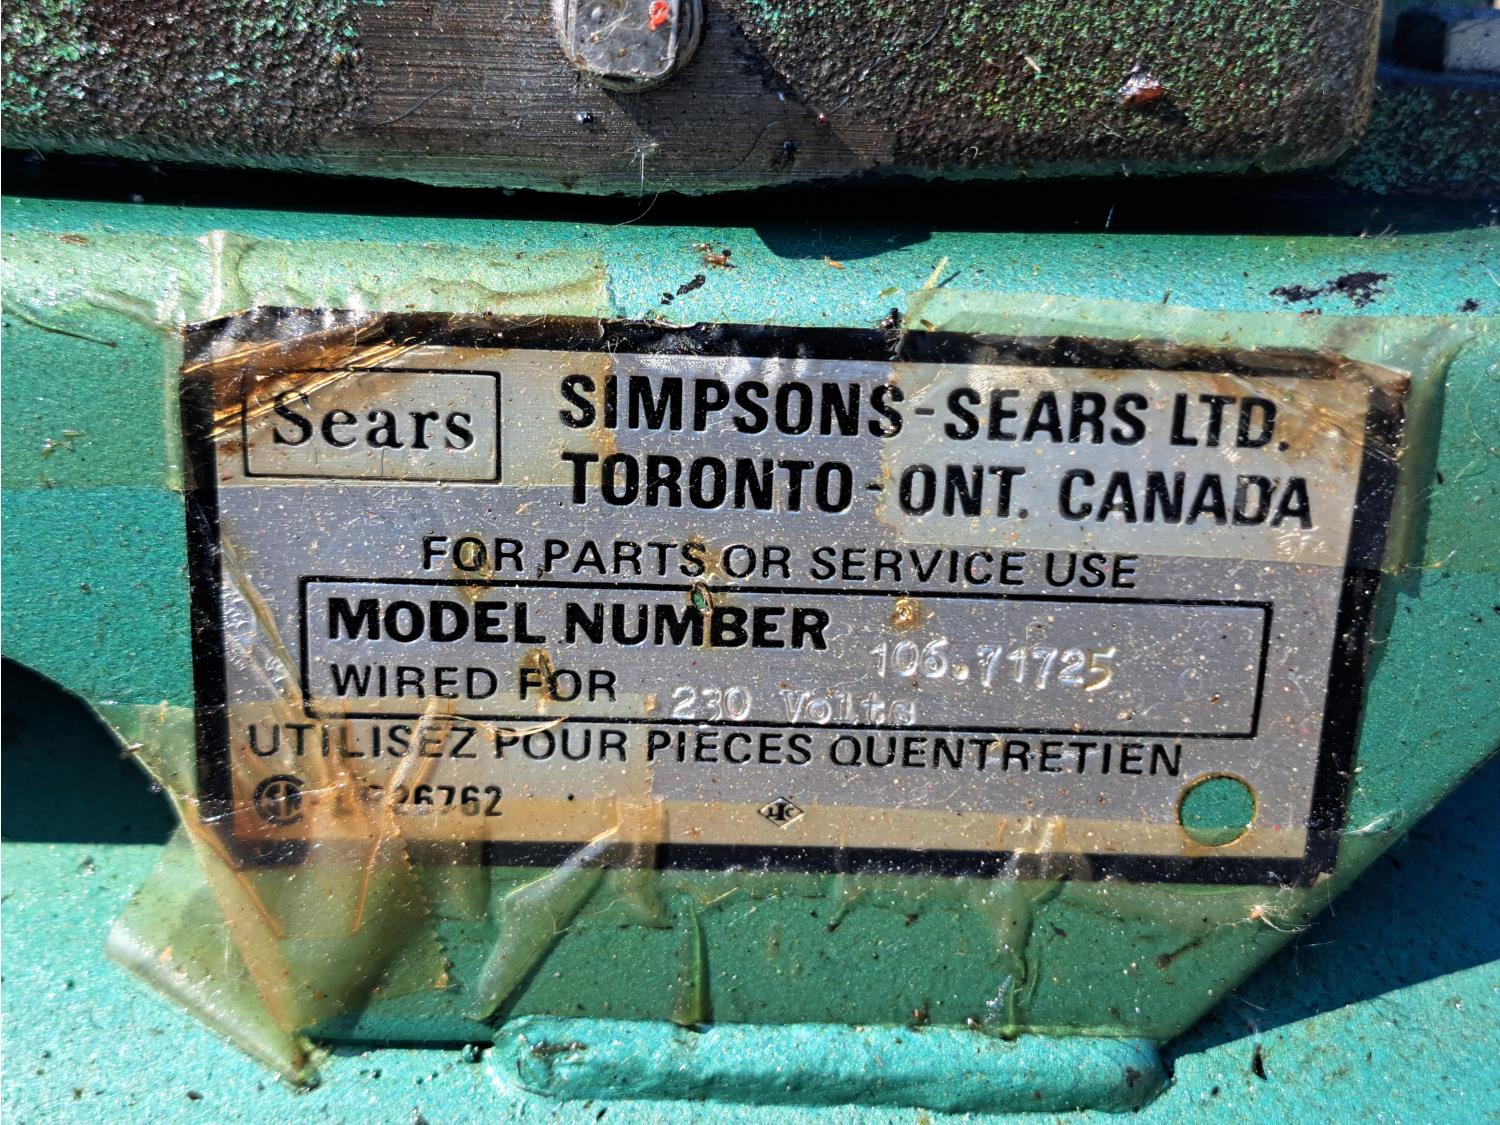 Sears
SIMPSONS-SEARS LTD.
TORONTO-ONT. CANADA
FOR PARTS OR SERVICE USE
MODEL NUMBER 106.71725
WIRED FOR 230 Volts
UTILISEZ POUR PIECES QUENTRETIEN
26762